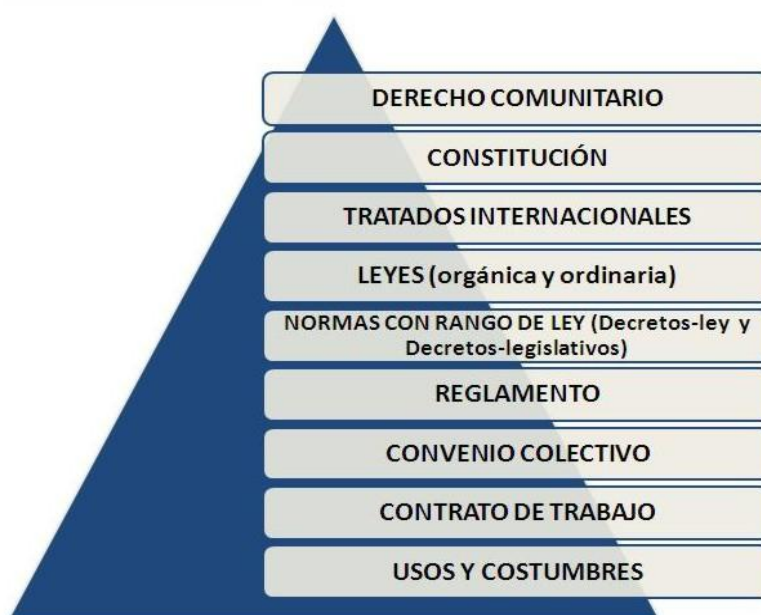 DERECHO COMUNITARIO
CONSTITUCIÓN
TRATADOS INTERNACIONALES
LEYES (orgánica y ordinaria)
NORMAS CON RANGO DE LEY (Decretos-ley y
Decretos-legislativos)
REGLAMENTO
CONVENIO COLECTIVO
CONTRATO DE TRABAJO
USOS Y COSTUMBRES